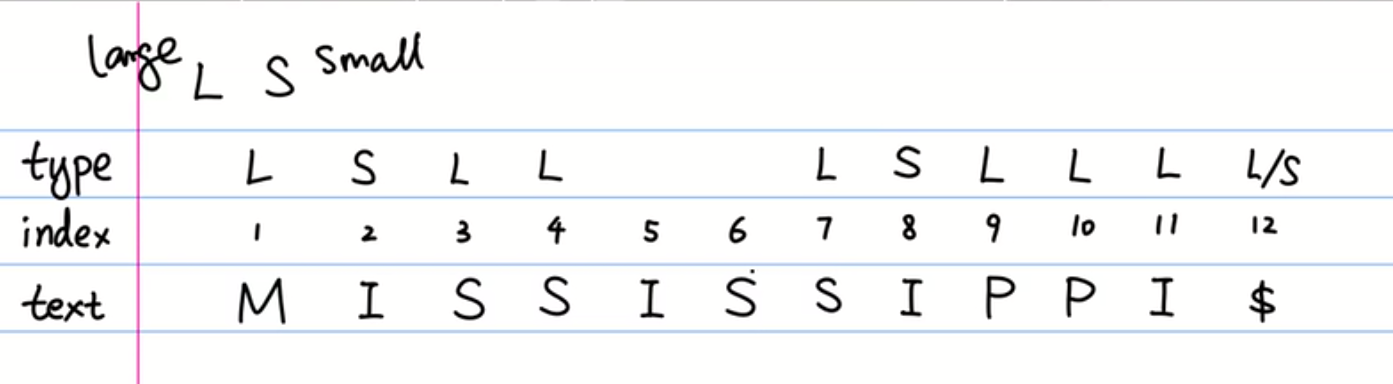 large L S small
type L S L L L S L L L L/S
index 1 2 3 4 5 6 7 8 9 10 11 12
text M I S S I S S I P P I $